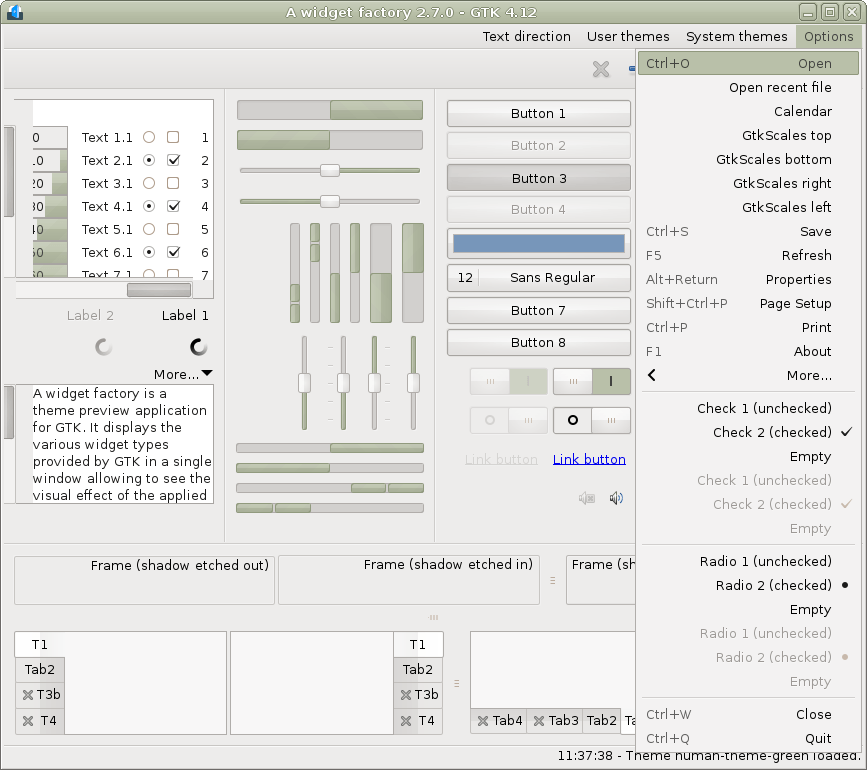 A widget factory 2.7.0 - GTK 4.12
Text direction User themes System themes Options
Ctrl+O Open
Open recent file
Calendar
GtkScales top
GtkScales bottom
GtkScales right
GtkScales left
Ctrl+S Save
F5 Refresh
Alt+Return Properties
Shift+Ctrl+P Page Setup
Ctrl+P Print
F1 About
More...
Check 1 (unchecked)
Check 2 (checked)
Empty
Check 1 (unchecked)
Check 2 (checked)
Empty
Radio 1 (unchecked)
Radio 2 (checked)
Empty
Radio 1 (unchecked)
Radio 2 (checked)
Empty
Ctrl+W Close
Ctrl+Q Quit
0 Text 1.1 1
10 Text 2.1 2
20 Text 3.1 3
30 Text 4.1 4
40 Text 5.1 5
50 Text 6.1 6
60 Text 7.1 7
Label 2 Label 1
More...
A widget factory is a
theme preview application
for GTK. It displays the
various widget types
provided by GTK in a single
window allowing to see the
visual effect of the applied
Button 1
Button 2
Button 3
Button 4
12 Sans Regular
Button 7
Button 8
Link button Link button
Frame (shadow etched out) Frame (shadow etched in) Frame (sh
T1
Tab2
T3b
T4
T1
Tab2
T3b
T4
Tab4 Tab3 Tab2 Ta
11:37:38 - Theme human-theme-green loaded.